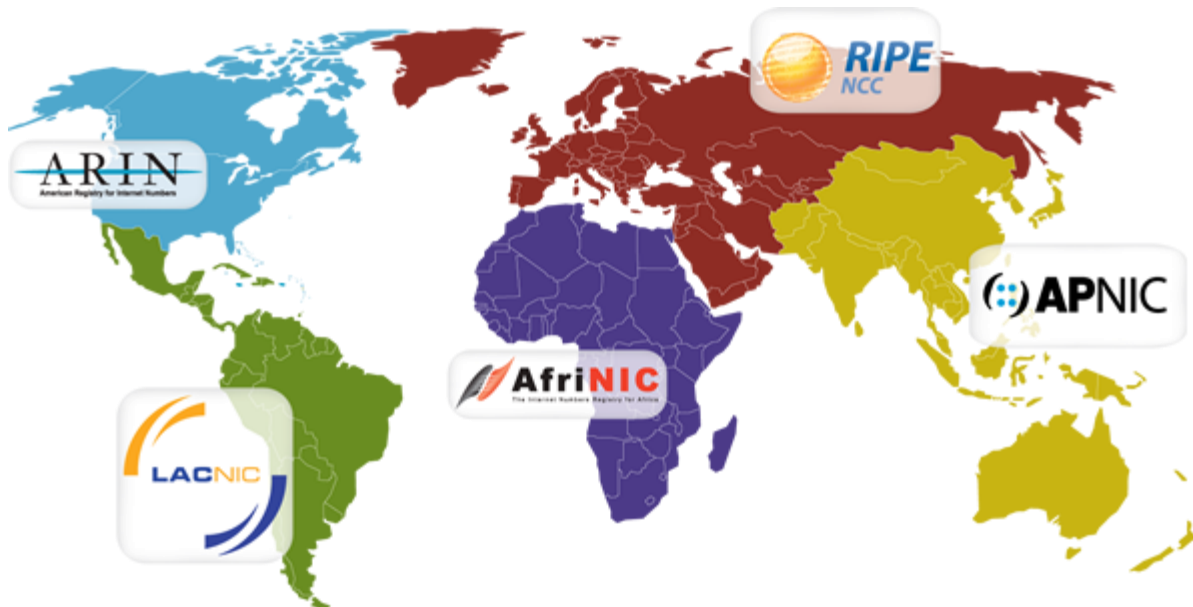 RIPE
NCC
ARIN
American Registry for Internet Numbers
APNIC
AfriNIC
The Internet Numbers Registry for Africa
LACNIC